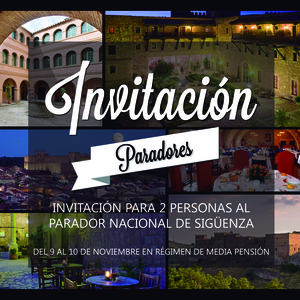 Invitación
Paradores
INVITACIÓN PARA 2 PERSONAS AL
PARADOR NACIONAL DE SIGÜENZA
DEL 9 AL 10 DE NOVIEMBRE EN RÉGIMEN DE MEDIA PENSIÓN